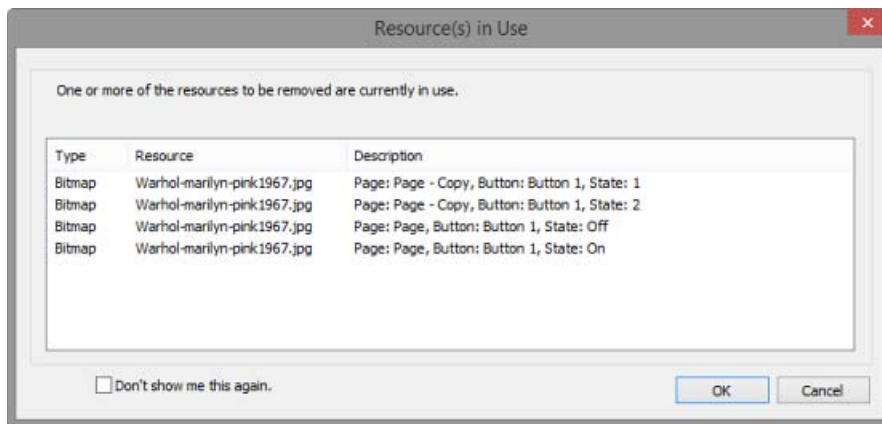 Resource(s) in Use
One or more of the resources to be removed are currently in use.
Type Resource Description
Bitmap Warhol-marilyn-pink1967.jpg Page: Page - Copy, Button: Button 1, State: 1
Bitmap Warhol-marilyn-pink1967.jpg Page: Page - Copy, Button: Button 1, State: 2
Bitmap Warhol-marilyn-pink1967.jpg Page: Page, Button: Button 1, State: Off
Bitmap Warhol-marilyn-pink1967.jpg Page: Page, Button: Button 1, State: On
Don't show me this again.
OK Cancel